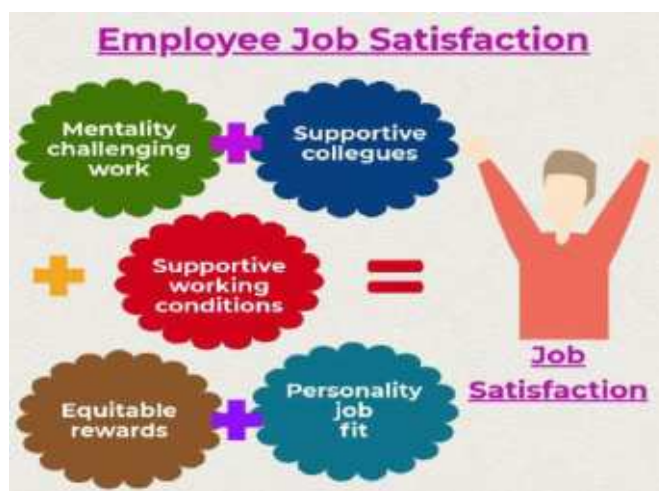 Employee Job Satisfaction
Mentality
challenging
work
+
Supportive
collegues
+
Supportive
working
conditions
=
Job
Satisfaction
Equitable
rewards
+
Personality
job
fit